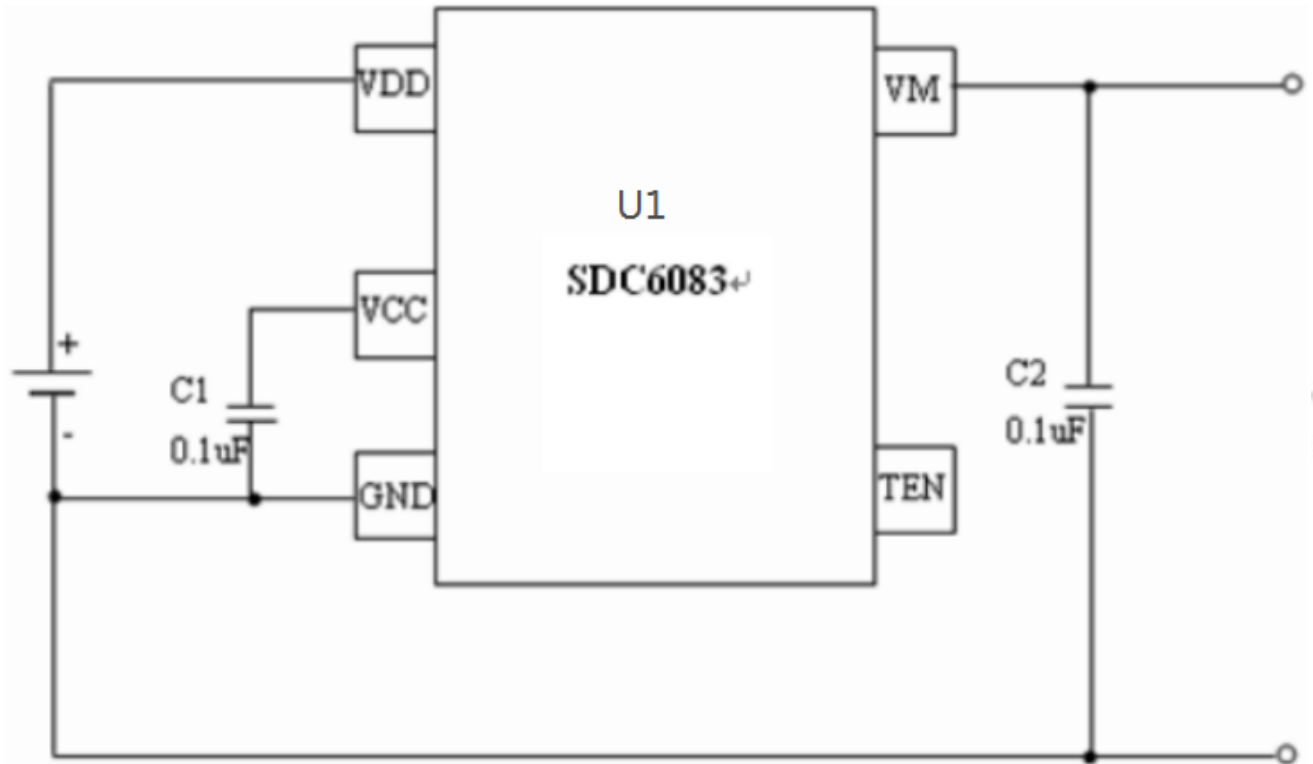 VDD
VM
U1
SDC6083↵
VCC
+
C1
0.1uF
-
C2
0.1uF
GND
TEN